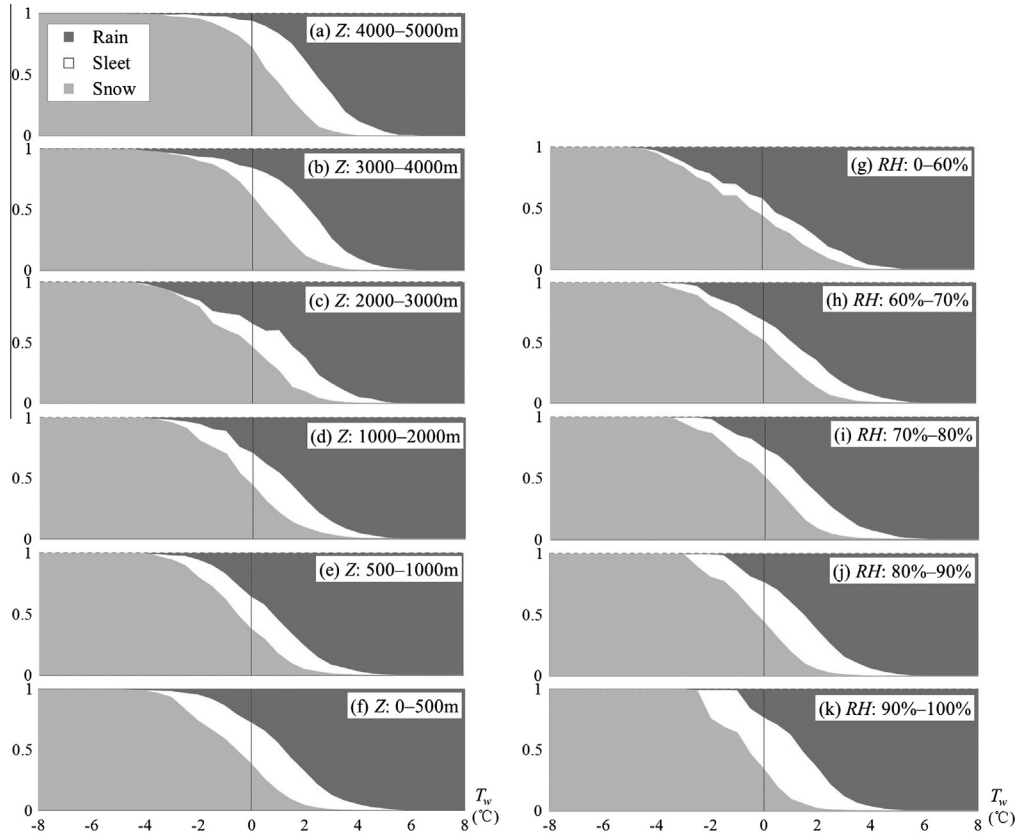 1
(a) Z: 4000–5000m
Rain
Sleet
Snow
0.5
0
1
(b) Z: 3000–4000m
0.5
0
1
(c) Z: 2000–3000m
0.5
0
1
(d) Z: 1000–2000m
0.5
0
1
(e) Z: 500–1000m
0.5
0
1
(f) Z: 0–500m
0.5
0
-8 -6 -4 -2 0 2 4 6 8
Tw
(℃)
1
(g) RH: 0–60%
0.5
0
1
(h) RH: 60%–70%
0.5
0
1
(i) RH: 70%–80%
0.5
0
1
(j) RH: 80%–90%
0.5
0
1
(k) RH: 90%–100%
0.5
0
-8 -6 -4 -2 0 2 4 6 8
Tw
(℃)